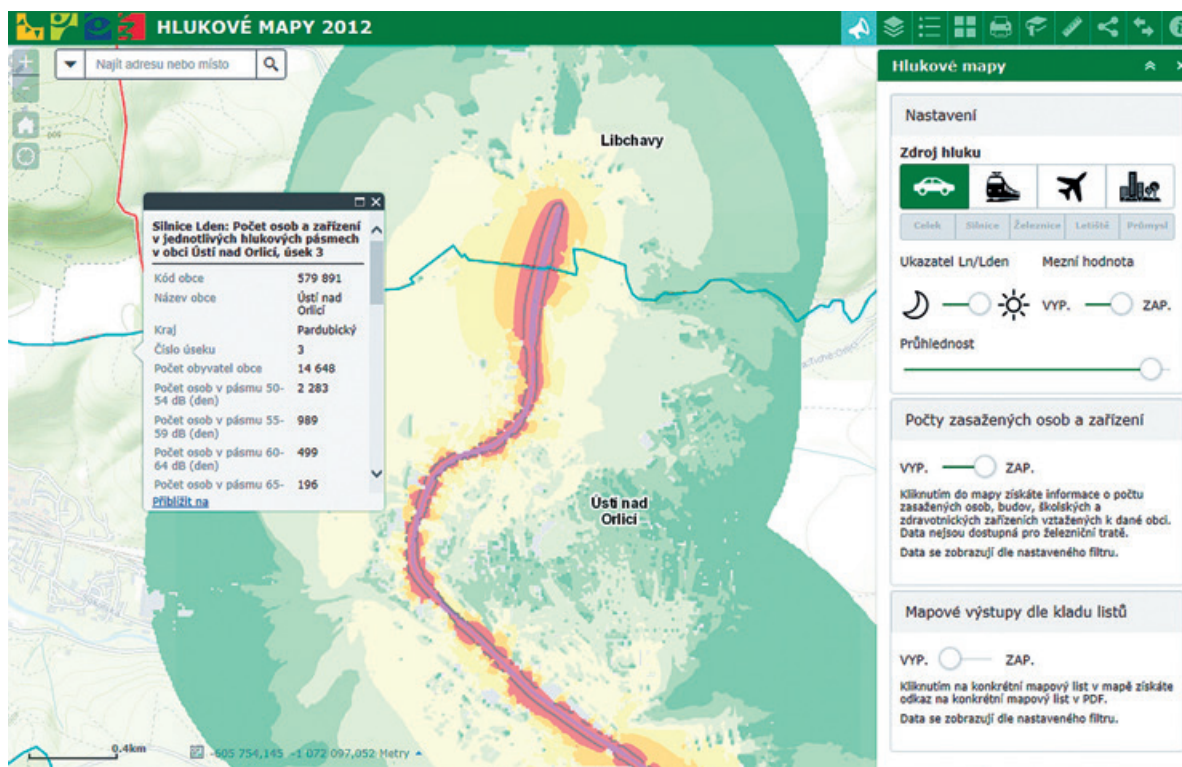 HLUKOVÉ MAPY 2012
Najít adresu nebo místo
Libchavy
Silnice Lden: Počet osob a zařízení
v jednotlivých hlukových pásmech
v obci Ústí nad Orlicí, úsek 3
Kód obce 579 891
Název obce Ústí nad
Orlicí
Kraj Pardubický
Číslo úseku 3
Počet obyvatel obce 14 648
Počet osob v pásmu 50- 2 283
54 dB (den)
Počet osob v pásmu 55- 989
59 dB (den)
Počet osob v pásmu 60- 499
64 dB (den)
Počet osob v pásmu 65- 196
Přiblížit na
Ústí nad
Orlicí
0.4km
-605 754,145 -1 072 097,052 Metry
Hlukové mapy
Nastavení
Zdroj hluku
Celek Silnice Železnice Letiště Průmysl
Ukazatel Ln/Lden Mezní hodnota
VYP. ZAP.
Průhlednost
Počty zasažených osob a zařízení
VYP. ZAP.
Kliknutím do mapy získáte informace o počtu
zasažených osob, budov, školských a
zdravotnických zařízeních vztažených k dané obci.
Data nejsou dostupná pro železniční tratě.
Data se zobrazují dle nastaveného filtru.
Mapové výstupy dle kladu listů
VYP. ZAP.
Kliknutím na konkrétní mapový list v mapě získáte
odkaz na konkrétní mapový list v PDF.
Data se zobrazují dle nastaveného filtru.